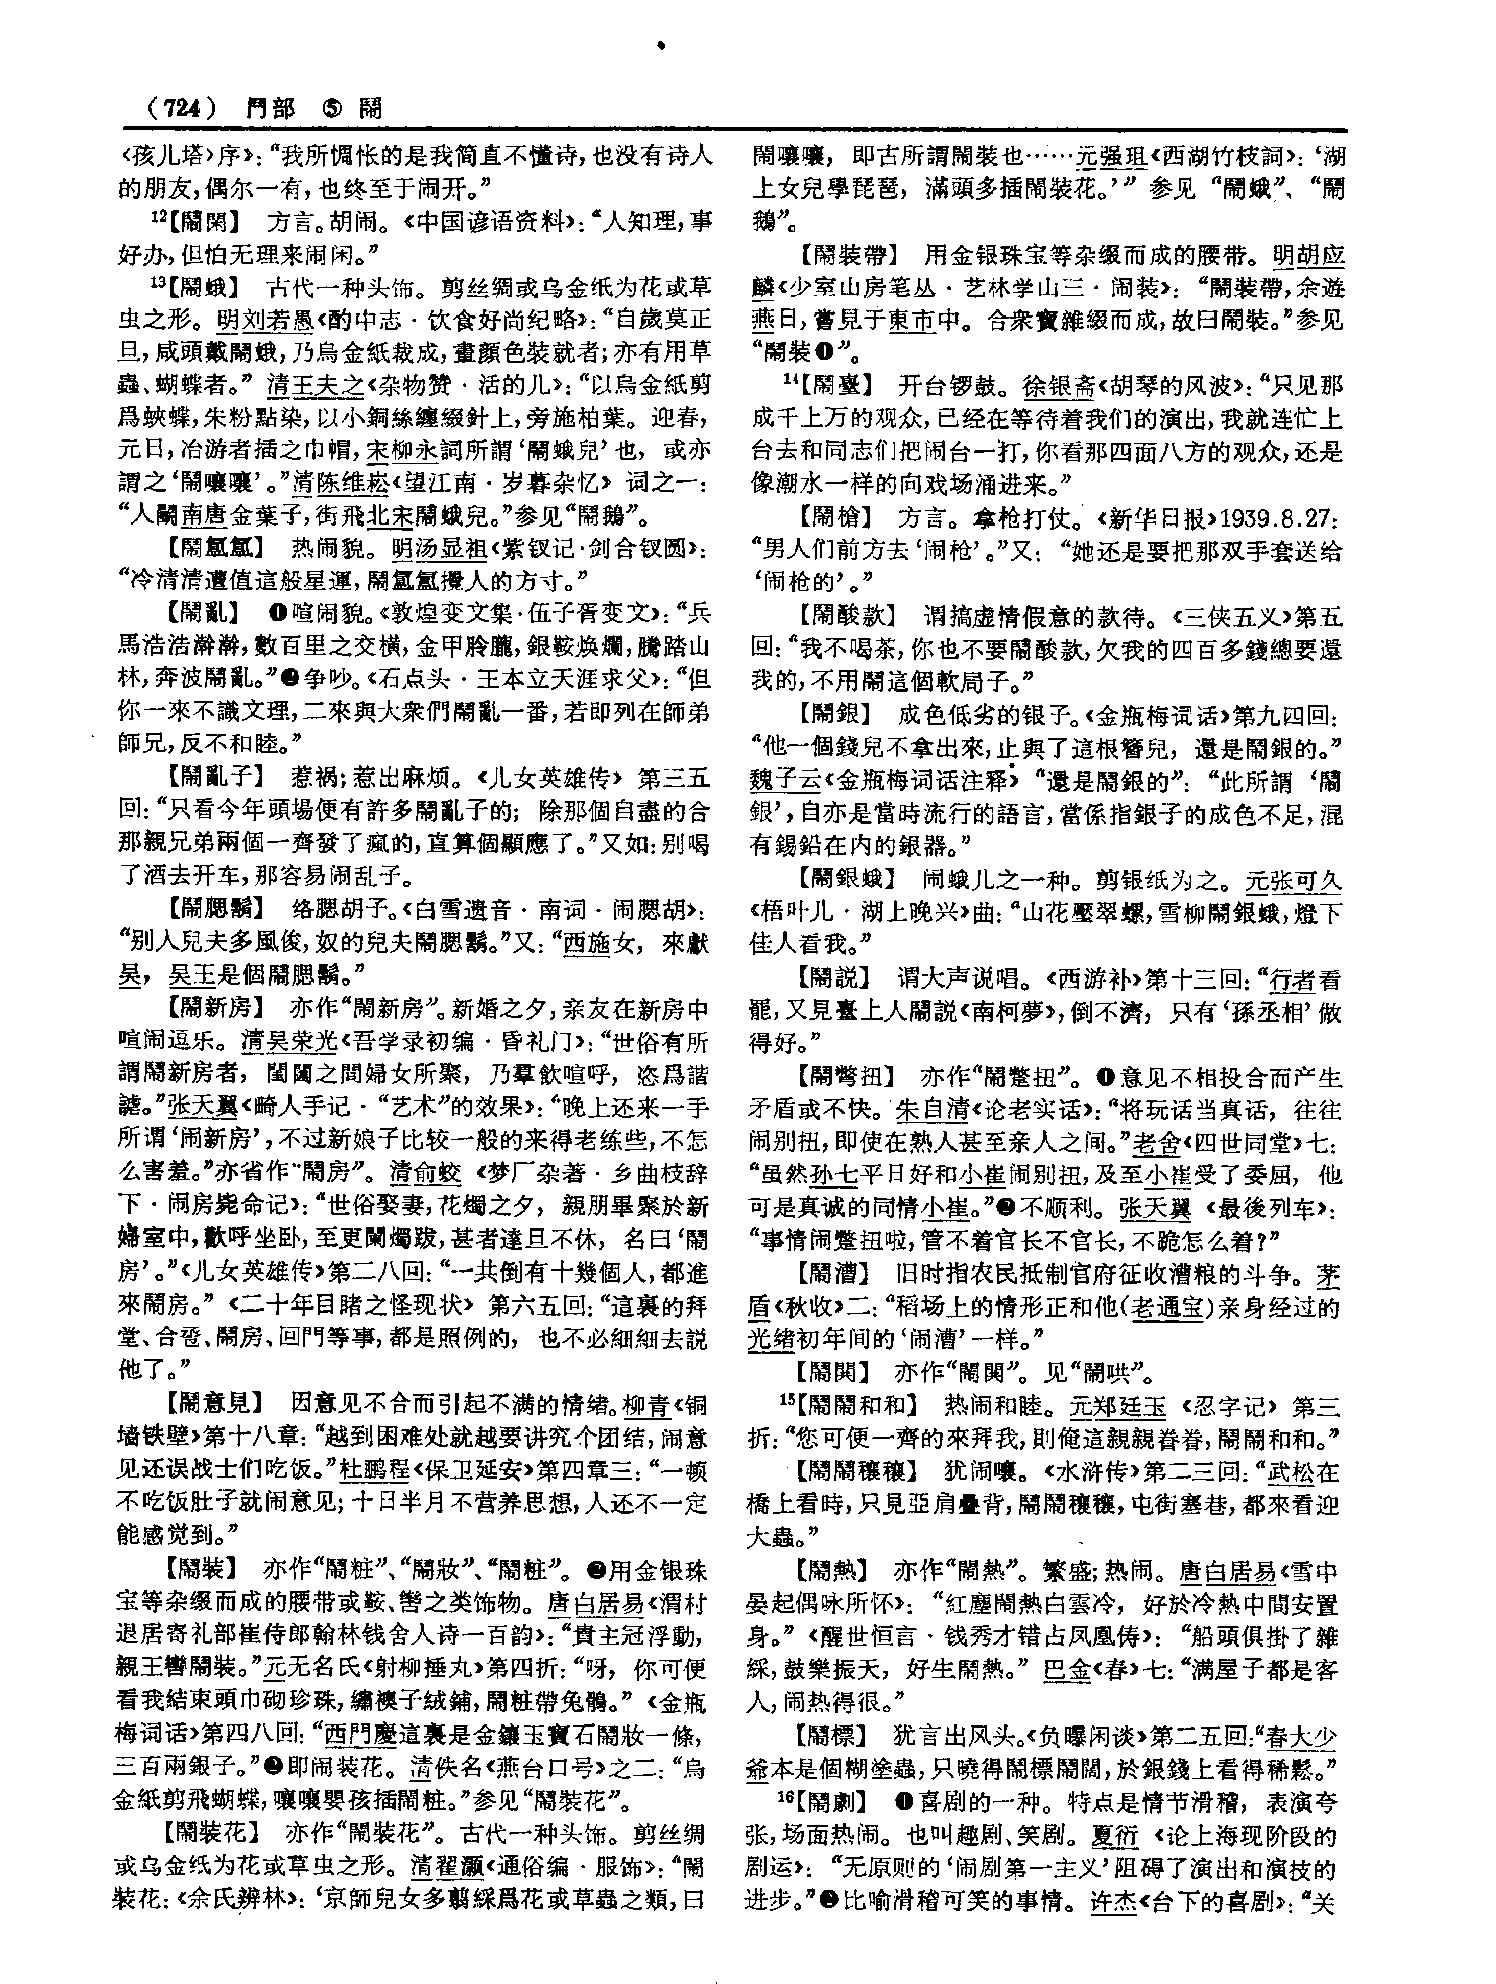 （724） 鬥部 ⑤ 鬧
〈孩儿塔〉序》：“我所惆怅的是我简直不懂诗，也没有诗人
的朋友，偶尔一有，也终至于闹开。”
12【鬧閑】 方言。胡闹。《中国谚语资料》：“人知理，事
好办，但怕无理来闹闲。”
13【鬧蛾】 古代一种头饰。剪丝绸或乌金纸为花或草
虫之形。明刘若愚《酌中志·饮食好尚纪略》：“自歲莫正
旦，咸頭戴鬧蛾，乃烏金紙裁成，畫顔色裝就者；亦有用草
蟲、蝴蝶者。”清王夫之《杂物赞·活的儿》：“以烏金紙剪
爲蛺蝶，朱粉點染，以小銅絲纏綴針上，旁施柏葉。迎春，
元日，冶游者插之巾帽，宋柳永詞所謂‘鬧蛾兒’也，或亦
謂之‘鬧嚷嚷’。”清陈维崧《望江南·岁暮杂忆》词之一：
“人鬭南唐金葉子，街飛北宋鬧蛾兒。”参见“鬧鵝”。
【鬧氳氳】 热闹貌。明汤显祖《紫钗记·剑合钗圆》：
“冷清清遭值這般星運，鬧氳氳攪人的方寸。”
【鬧亂】 ❶喧闹貌。《敦煌变文集·伍子胥变文》：“兵
馬浩浩澣澣，數百里之交横，金甲朎朧，銀鞍焕爛，騰踏山
林，奔波鬧亂。”❷争吵。《石点头·王本立天涯求父》：“但
你一來不識文理，二來與大衆們鬧亂一番，若即列在師弟
師兄，反不和睦。”
【鬧亂子】 惹祸；惹出麻烦。《儿女英雄传》第三五
回：“只看今年頭場便有許多鬧亂子的；除那個自盡的合
那親兄弟兩個一齊發了瘋的，直算個顯應了。”又如：别喝
了酒去开车，那容易闹乱子。
【鬧腮鬍】 络腮胡子。《白雪遗音·南词·闹腮胡》：
“别人兒夫多風俊，奴的兒夫鬧腮鬍。”又：“西施女，來獻
吴，吴王是個鬧腮鬍。”
【鬧新房】 亦作“閙新房”。新婚之夕，亲友在新房中
喧闹逗乐。清吴荣光《吾学录初编·昏礼门》：“世俗有所
謂鬧新房者，閨闥之間婦女所聚，乃羣飲喧呼，恣爲諧
謔。”张天翼《畸人手记·“艺术”的效果》：“晚上还来一手
所谓‘闹新房’，不过新娘子比较一般的来得老练些，不怎
么害羞。”亦省作“鬧房”。清俞蛟《梦厂杂著·乡曲枝辞
下·闹房毙命记》：“世俗娶妻，花燭之夕，親朋畢聚於新
婦室中，歡呼坐卧，至更闌燭跋，甚者達旦不休，名曰‘鬧
房’。”《儿女英雄传》第二八回：“一共倒有十幾個人，都進
來鬧房。”《二十年目睹之怪现状》第六五回：“這裏的拜
堂、合巹、鬧房、回門等事，都是照例的，也不必細細去説
他了。”
【鬧意見】 因意见不合而引起不满的情绪。柳青《铜
墙铁壁》第十八章：“越到困难处就越要讲究个团结，闹意
见还误战士们吃饭。”杜鹏程《保卫延安》第四章三：“一顿
不吃饭肚子就闹意见；十日半月不营养思想，人还不一定
能感觉到。”
【鬧裝】 亦作“鬧粧”、“鬧妝”、“閙粧”。❶用金银珠
宝等杂缀而成的腰带或鞍、辔之类饰物。唐白居易《渭村
退居寄礼部崔侍郎翰林钱舍人诗一百韵》：“貴主冠浮動，
親王轡鬧裝。”元无名氏《射柳捶丸》第四折：“呀，你可便
看我結束頭巾砌珍珠，繡襖子絨鋪，鬧粧帶兔鶻。”《金瓶
梅词话》第四八回：“西門慶這裏是金鑲玉寶石鬧妝一條，
三百兩銀子。”❷即闹装花。清佚名《燕台口号》之二：“烏
金紙剪飛蝴蝶，嚷嚷嬰孩插鬧粧。”参见“鬧裝花”。
【鬧裝花】 亦作“閙裝花”。古代一种头饰。剪丝绸
或乌金纸为花或草虫之形。清翟灏《通俗编·服饰》：“閙
裝花：《余氏辨林》：‘京師兒女多翦綵爲花或草蟲之類，曰
鬧嚷嚷，即古所謂鬧裝也……元强珇《西湖竹枝詞》：‘湖
上女兒學琵琶，滿頭多插鬧裝花。’”参见“鬧蛾”、“鬧
鵝”。
【鬧裝帶】 用金银珠宝等杂缀而成的腰带。明胡应
麟《少室山房笔丛·艺林学山三·闹装》：“鬧裝帶，余遊
燕日，嘗見于東市中。合衆寶雜綴而成，故曰鬧裝。”参见
“鬧裝❶”。
14【鬧臺】 开台锣鼓。徐银斋《胡琴的风波》：“只见那
成千上万的观众，已经在等待着我们的演出，我就连忙上
台去和同志们把闹台一打，你看那四面八方的观众，还是
像潮水一样的向戏场涌进来。”
【鬧槍】 方言。拿枪打仗。《新华日报》1939.8.27：
“男人们前方去‘闹枪’。”又：“她还是要把那双手套送给
‘闹枪的’。”
【鬧酸款】 谓搞虚情假意的款待。《三侠五义》第五
回：“我不喝茶，你也不要鬧酸款，欠我的四百多錢總要還
我的，不用鬧這個軟局子。”
【鬧銀】 成色低劣的银子。《金瓶梅词话》第九四回：
“他一個錢兒不拿出來，止與了這根簪兒，還是鬧銀的。”
魏子云《金瓶梅词话注释》“還是鬧銀的”：“此所謂‘鬧
銀’，自亦是當時流行的語言，當係指銀子的成色不足，混
有錫鉛在内的銀器。”
【鬧銀蛾】 闹蛾儿之一种。剪银纸为之。元张可久
《梧叶儿·湖上晚兴》曲：“山花壓翠螺，雪柳鬧銀蛾，燈下
佳人看我。”
【鬧説】 谓大声说唱。《西游补》第十三回：“行者看
罷，又見臺上人鬧説《南柯夢》，倒不濟，只有‘孫丞相’做
得好。”
【鬧彆扭】 亦作“鬧蹩扭”。❶意见不相投合而产生
矛盾或不快。朱自清《论老实话》：“将玩话当真话，往往
闹别扭，即使在熟人甚至亲人之间。”老舍《四世同堂》七：
“虽然孙七平日好和小崔闹别扭，及至小崔受了委屈，他
可是真诚的同情小崔。”❷不顺利。张天翼《最後列车》：
“事情闹蹩扭啦，管不着官长不官长，不跪怎么着？”
【鬧漕】 旧时指农民抵制官府征收漕粮的斗争。茅
盾《秋收》二：“稻场上的情形正和他（老通宝）亲身经过的
光绪初年间的‘闹漕’一样。”
【鬧鬨】 亦作“閙鬨”。见“鬧哄”。
15【鬧鬧和和】 热闹和睦。元郑廷玉《忍字记》第三
折：“您可便一齊的來拜我，則俺這親親眷眷，鬧鬧和和。”
【鬧鬧穰穰】 犹闹嚷。《水浒传》第二三回：“武松在
橋上看時，只見亞肩疊背，鬧鬧穰穰，屯街塞巷，都來看迎
大蟲。”
【鬧熱】 亦作“閙熱”。繁盛；热闹。唐白居易《雪中
晏起偶咏所怀》：“紅塵鬧熱白雲冷，好於冷熱中間安置
身。”《醒世恒言·钱秀才错占凤凰俦》：“船頭俱掛了雜
綵，鼓樂振天，好生鬧熱。”巴金《春》七：“满屋子都是客
人，闹热得很。”
【鬧標】 犹言出风头。《负曝闲谈》第二五回：“春大少
爺本是個糊塗蟲，只曉得鬧標鬧闊，於銀錢上看得稀鬆。”
16【鬧劇】 ❶喜剧的一种。特点是情节滑稽，表演夸
张，场面热闹。也叫趣剧、笑剧。夏衍《论上海现阶段的
剧运》：“无原则的‘闹剧第一主义’阻碍了演出和演技的
进步。”❷比喻滑稽可笑的事情。许杰《台下的喜剧》：“关